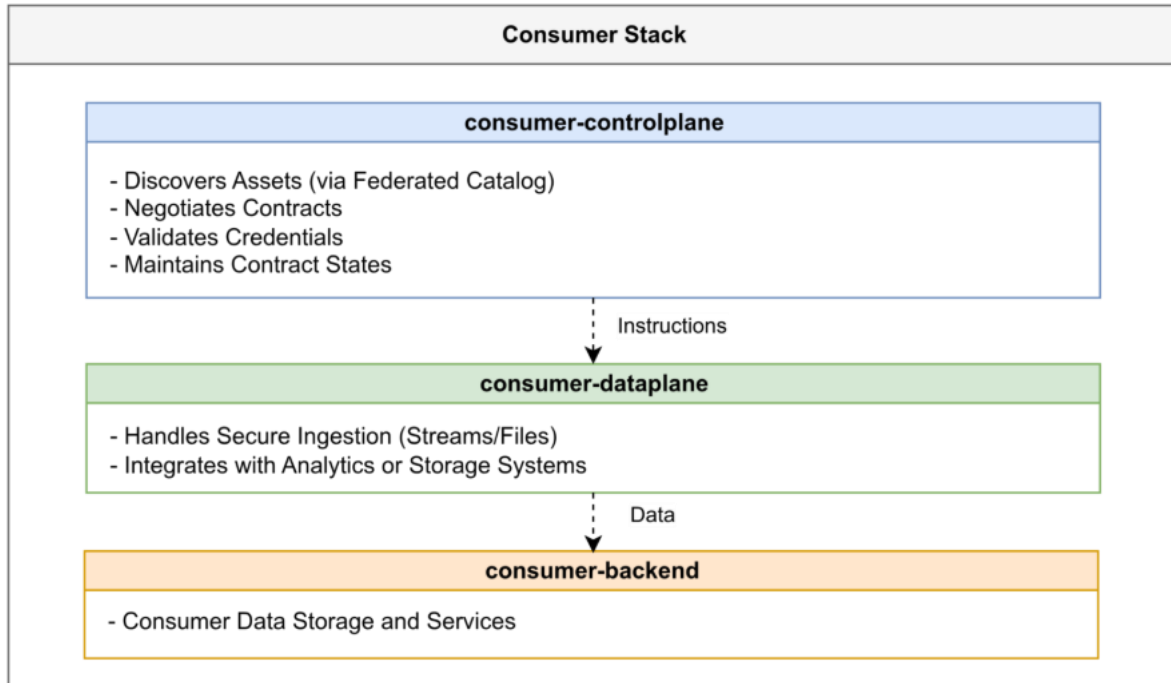 Consumer Stack
consumer-controlplane
- Discovers Assets (via Federated Catalog)
- Negotiates Contracts
- Validates Credentials
- Maintains Contract States
Instructions
consumer-dataplane
- Handles Secure Ingestion (Streams/Files)
- Integrates with Analytics or Storage Systems
Data
consumer-backend
- Consumer Data Storage and Services